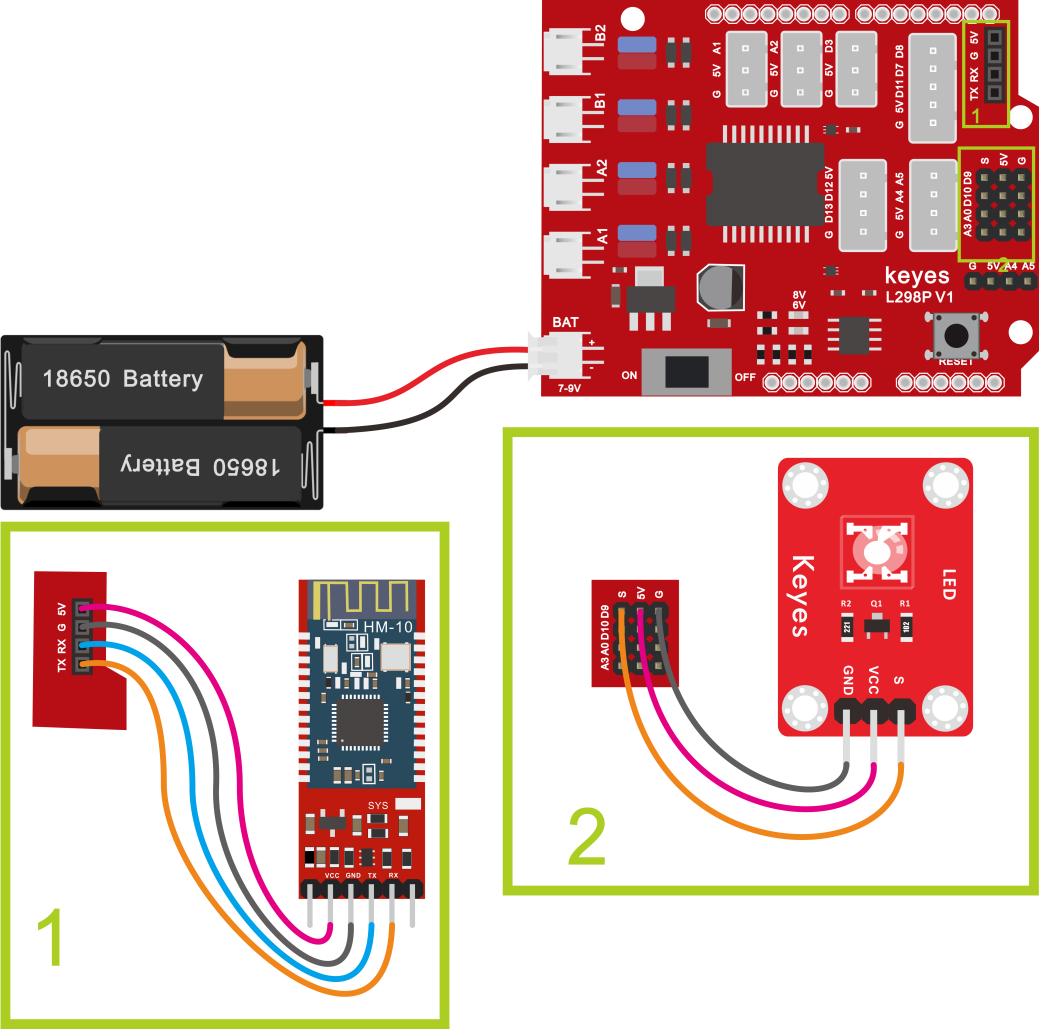 B2
B1
A2
A1
A1
5V
G
A2
5V
G
D3
5V
G
G 5V D11 D7 D8
TX RX G 5V
1
G D13 D12 5V
G 5V A4 A5
S 5V G
A3 A0 D10 D9
2
G 5V A4 A5
keyes
L298P V1
8V
6V
BAT
+
-
7-9V
ON
OFF
RESET
18650 Battery
18650 Battery
TX RX G 5V
HM-10
SYS
VCC GND TX RX
1
S 5V G
A3 A0 D10 D9
Keyes
LED
R2 Q1 R1
221
102
GND VCC S
2